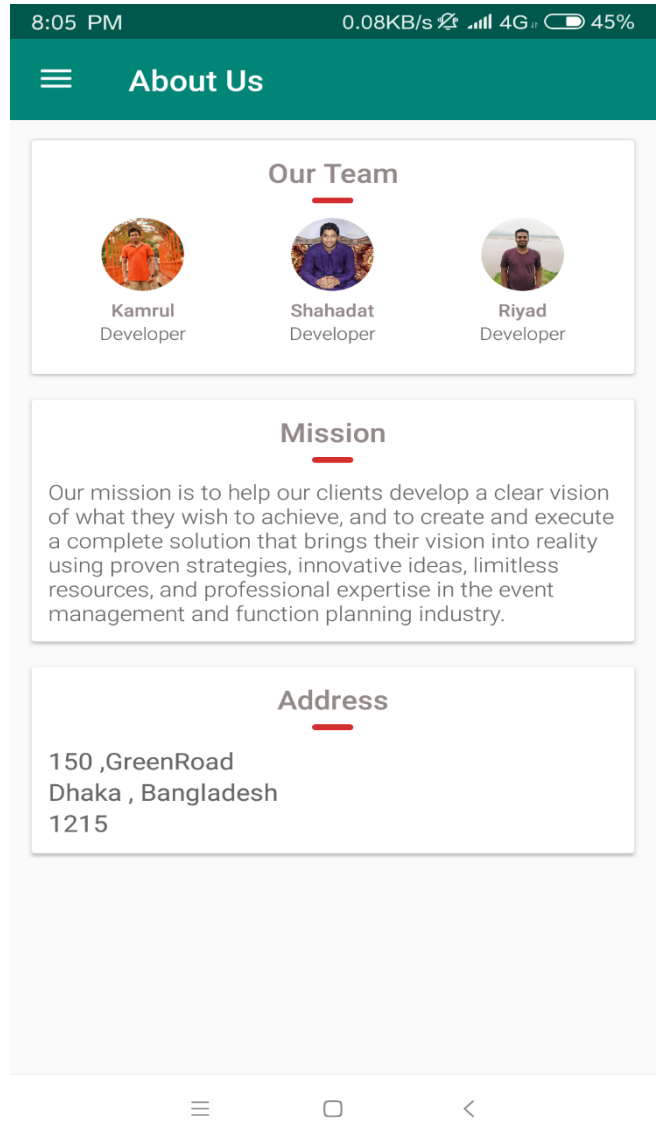 8:05 PM 0.08KB/s 4G 45%
About Us
Our Team
Kamrul Shahadat Riyad
Developer Developer Developer
Mission
Our mission is to help our clients develop a clear vision
of what they wish to achieve, and to create and execute
a complete solution that brings their vision into reality
using proven strategies, innovative ideas, limitless
resources, and professional expertise in the event
management and function planning industry.
Address
150 ,GreenRoad
Dhaka , Bangladesh
1215